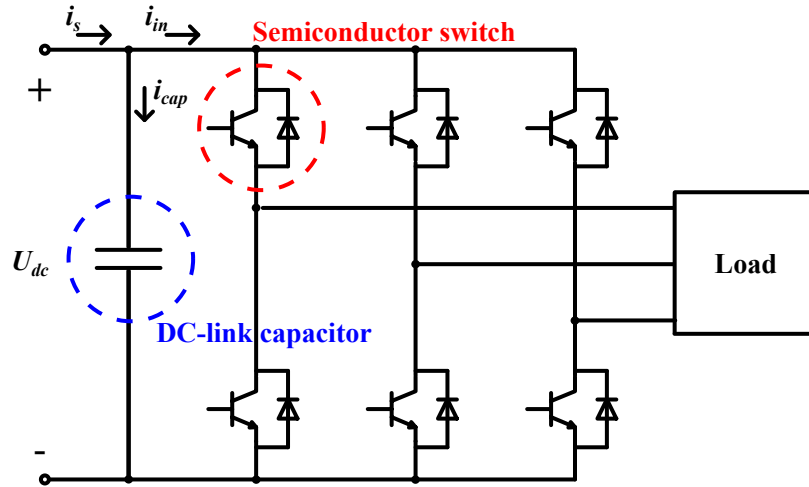 i_s
i_in
Semiconductor switch
+
i_cap
U_dc
Load
DC-link capacitor
-